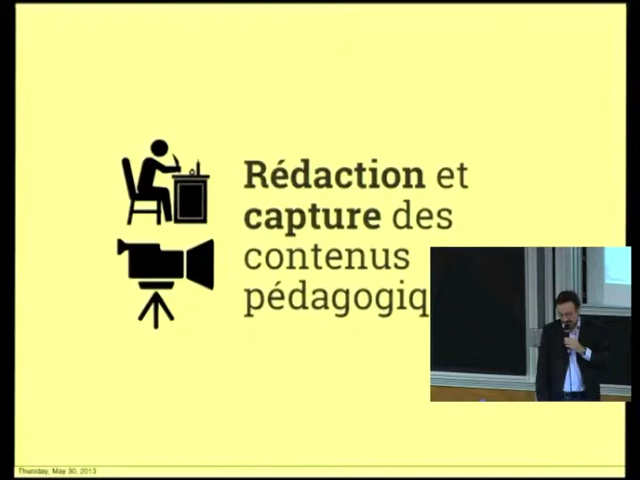 Rédaction et
capture des
contenus
pédagogiq
Thursday, May 30, 2013